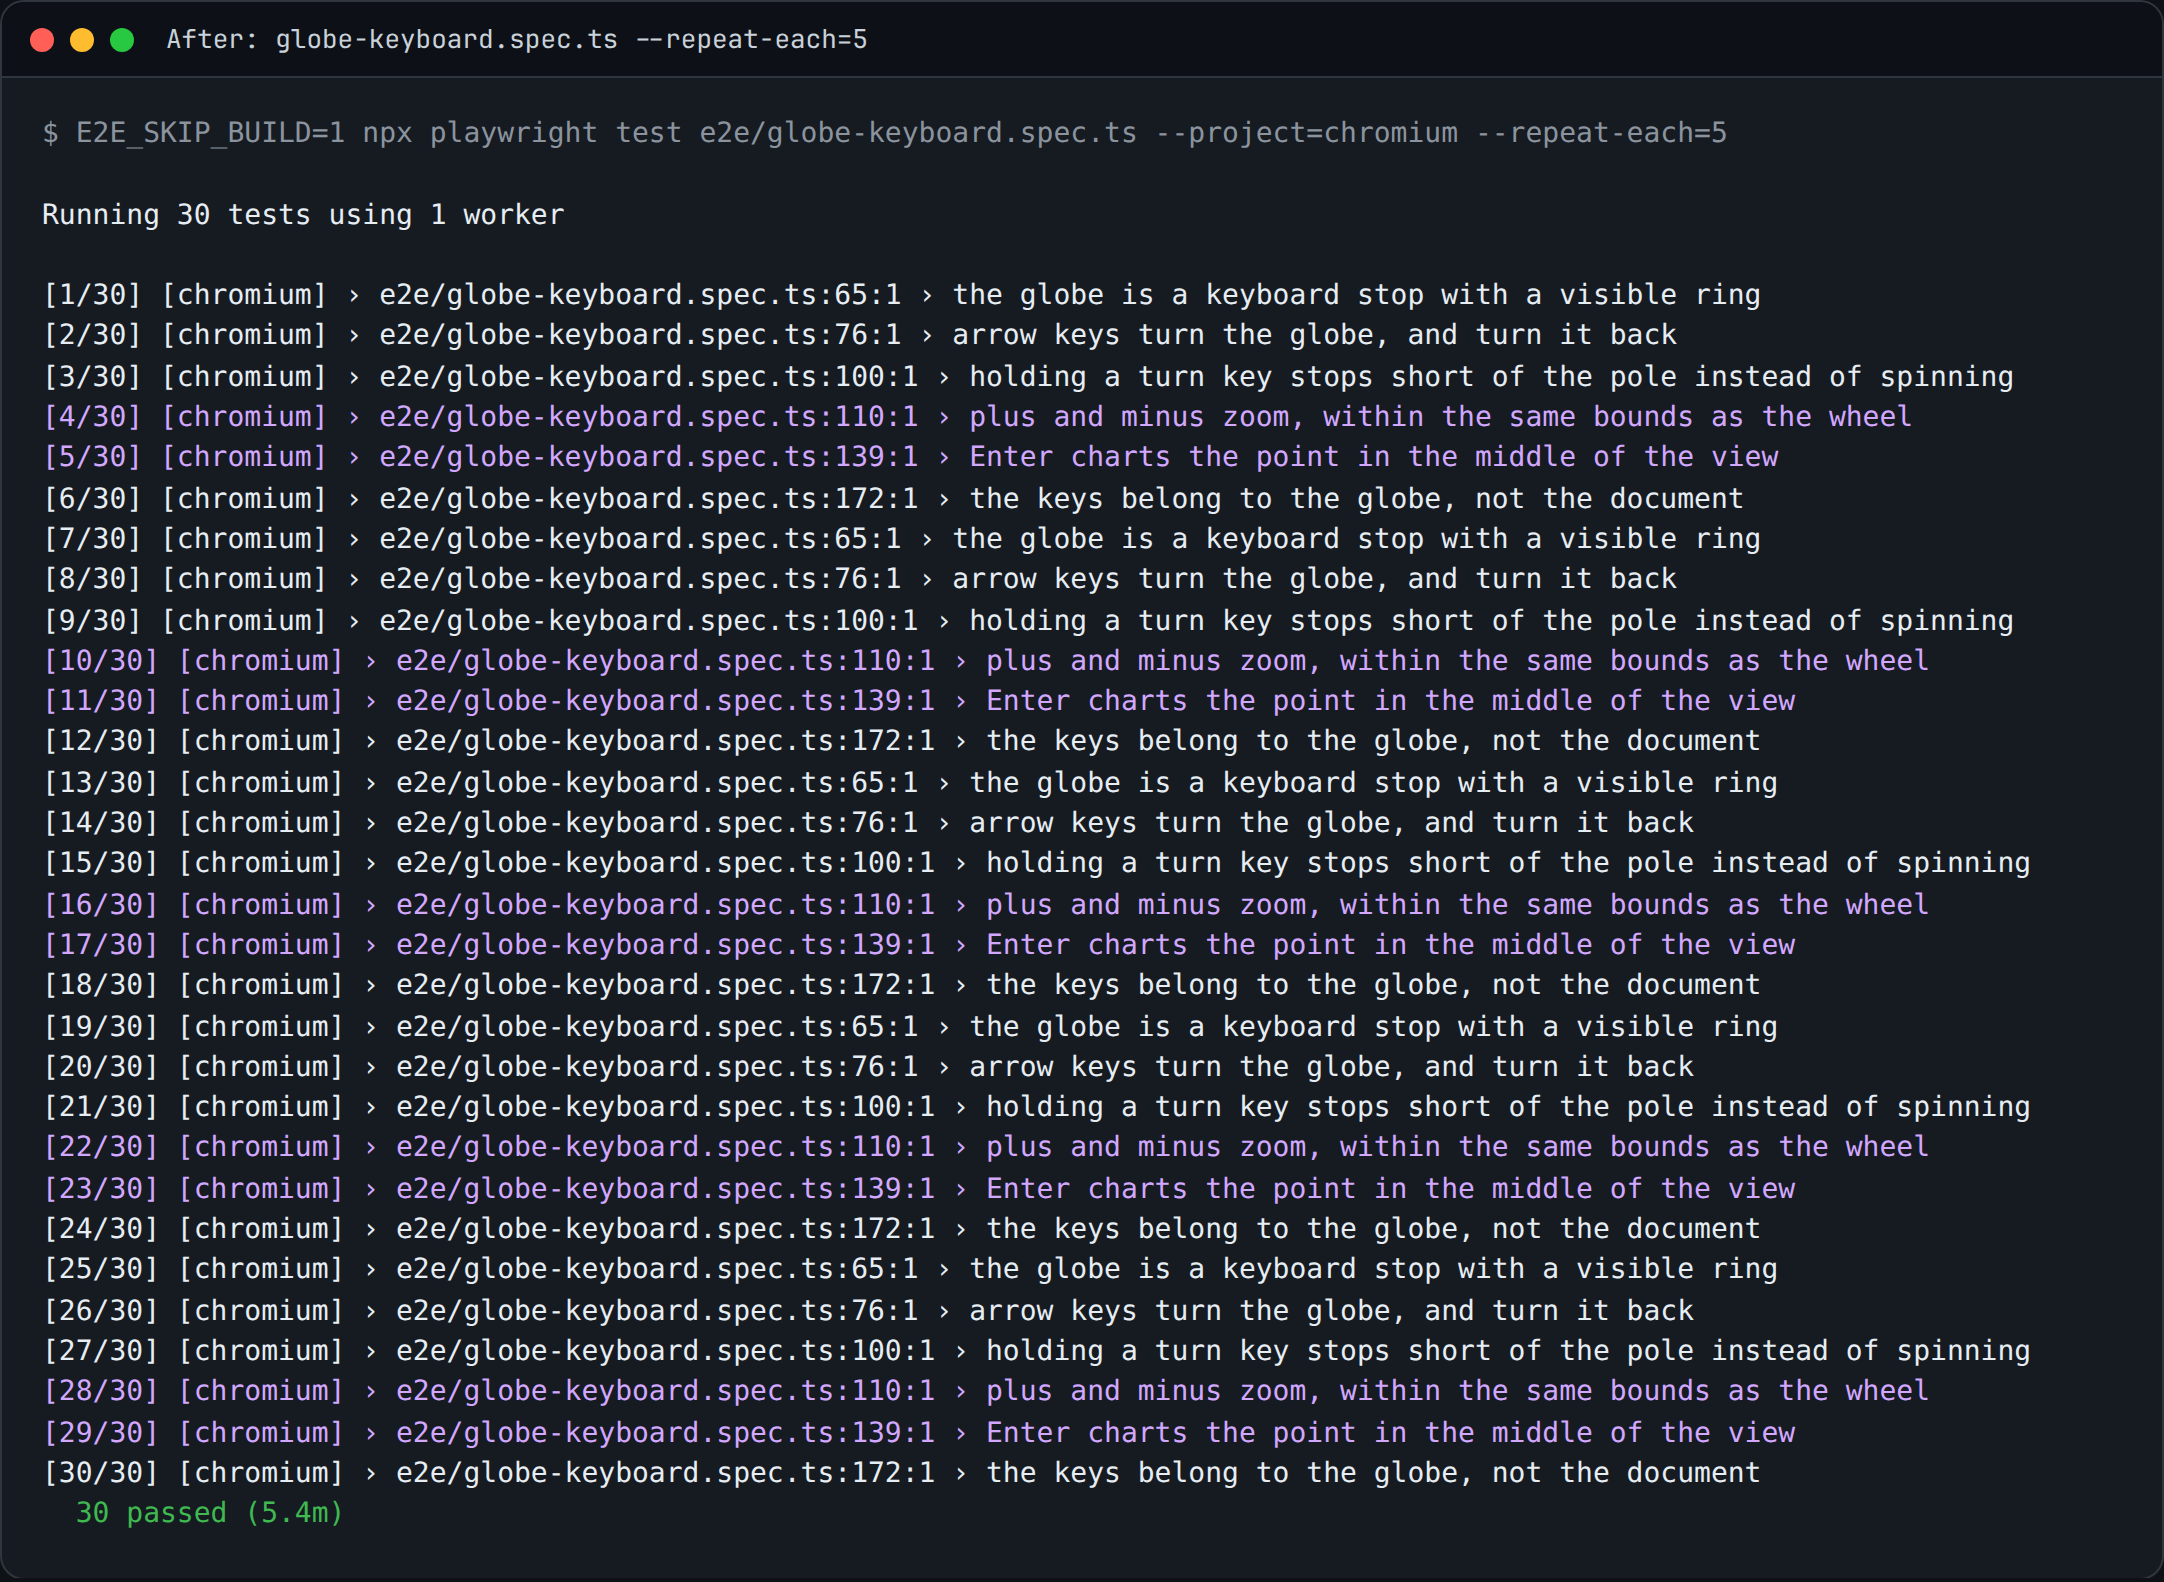 After: globe-keyboard.spec.ts --repeat-each=5
$ E2E_SKIP_BUILD=1 npx playwright test e2e/globe-keyboard.spec.ts --project=chromium --repeat-each=5
Running 30 tests using 1 worker
[1/30] [chromium] › e2e/globe-keyboard.spec.ts:65:1 › the globe is a keyboard stop with a visible ring
[2/30] [chromium] › e2e/globe-keyboard.spec.ts:76:1 › arrow keys turn the globe, and turn it back
[3/30] [chromium] › e2e/globe-keyboard.spec.ts:100:1 › holding a turn key stops short of the pole instead of spinning
[4/30] [chromium] › e2e/globe-keyboard.spec.ts:110:1 › plus and minus zoom, within the same bounds as the wheel
[5/30] [chromium] › e2e/globe-keyboard.spec.ts:139:1 › Enter charts the point in the middle of the view
[6/30] [chromium] › e2e/globe-keyboard.spec.ts:172:1 › the keys belong to the globe, not the document
[7/30] [chromium] › e2e/globe-keyboard.spec.ts:65:1 › the globe is a keyboard stop with a visible ring
[8/30] [chromium] › e2e/globe-keyboard.spec.ts:76:1 › arrow keys turn the globe, and turn it back
[9/30] [chromium] › e2e/globe-keyboard.spec.ts:100:1 › holding a turn key stops short of the pole instead of spinning
[10/30] [chromium] › e2e/globe-keyboard.spec.ts:110:1 › plus and minus zoom, within the same bounds as the wheel
[11/30] [chromium] › e2e/globe-keyboard.spec.ts:139:1 › Enter charts the point in the middle of the view
[12/30] [chromium] › e2e/globe-keyboard.spec.ts:172:1 › the keys belong to the globe, not the document
[13/30] [chromium] › e2e/globe-keyboard.spec.ts:65:1 › the globe is a keyboard stop with a visible ring
[14/30] [chromium] › e2e/globe-keyboard.spec.ts:76:1 › arrow keys turn the globe, and turn it back
[15/30] [chromium] › e2e/globe-keyboard.spec.ts:100:1 › holding a turn key stops short of the pole instead of spinning
[16/30] [chromium] › e2e/globe-keyboard.spec.ts:110:1 › plus and minus zoom, within the same bounds as the wheel
[17/30] [chromium] › e2e/globe-keyboard.spec.ts:139:1 › Enter charts the point in the middle of the view
[18/30] [chromium] › e2e/globe-keyboard.spec.ts:172:1 › the keys belong to the globe, not the document
[19/30] [chromium] › e2e/globe-keyboard.spec.ts:65:1 › the globe is a keyboard stop with a visible ring
[20/30] [chromium] › e2e/globe-keyboard.spec.ts:76:1 › arrow keys turn the globe, and turn it back
[21/30] [chromium] › e2e/globe-keyboard.spec.ts:100:1 › holding a turn key stops short of the pole instead of spinning
[22/30] [chromium] › e2e/globe-keyboard.spec.ts:110:1 › plus and minus zoom, within the same bounds as the wheel
[23/30] [chromium] › e2e/globe-keyboard.spec.ts:139:1 › Enter charts the point in the middle of the view
[24/30] [chromium] › e2e/globe-keyboard.spec.ts:172:1 › the keys belong to the globe, not the document
[25/30] [chromium] › e2e/globe-keyboard.spec.ts:65:1 › the globe is a keyboard stop with a visible ring
[26/30] [chromium] › e2e/globe-keyboard.spec.ts:76:1 › arrow keys turn the globe, and turn it back
[27/30] [chromium] › e2e/globe-keyboard.spec.ts:100:1 › holding a turn key stops short of the pole instead of spinning
[28/30] [chromium] › e2e/globe-keyboard.spec.ts:110:1 › plus and minus zoom, within the same bounds as the wheel
[29/30] [chromium] › e2e/globe-keyboard.spec.ts:139:1 › Enter charts the point in the middle of the view
[30/30] [chromium] › e2e/globe-keyboard.spec.ts:172:1 › the keys belong to the globe, not the document
30 passed (5.4m)